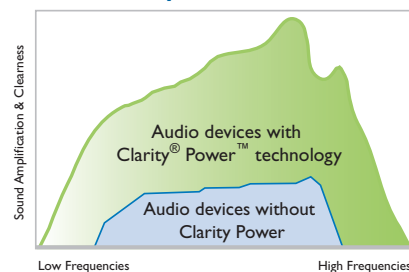 Sound Amplification & Clearness
Audio devices with
Clarity® Power™ technology
Audio devices without
Clarity Power
Low Frequencies
High Frequencies